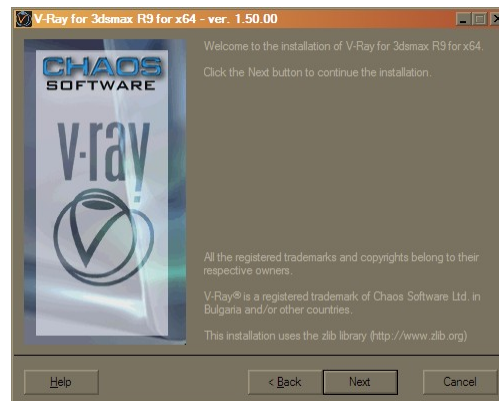 V-Ray for 3dsmax R9 for x64 - ver. 1.50.00
CHAOS
SOFTWARE
v-ray
Welcome to the installation of V-Ray for 3dsmax R9 for x64.
Click the Next button to continue the installation.
All the registered trademarks and copyrights belong to their
respective owners.
V-Ray® is a registered trademark of Chaos Software Ltd. in
Bulgaria and/or other countries.
This installation uses the zlib library (http://www.zlib.org)
Help
< Back
Next
Cancel